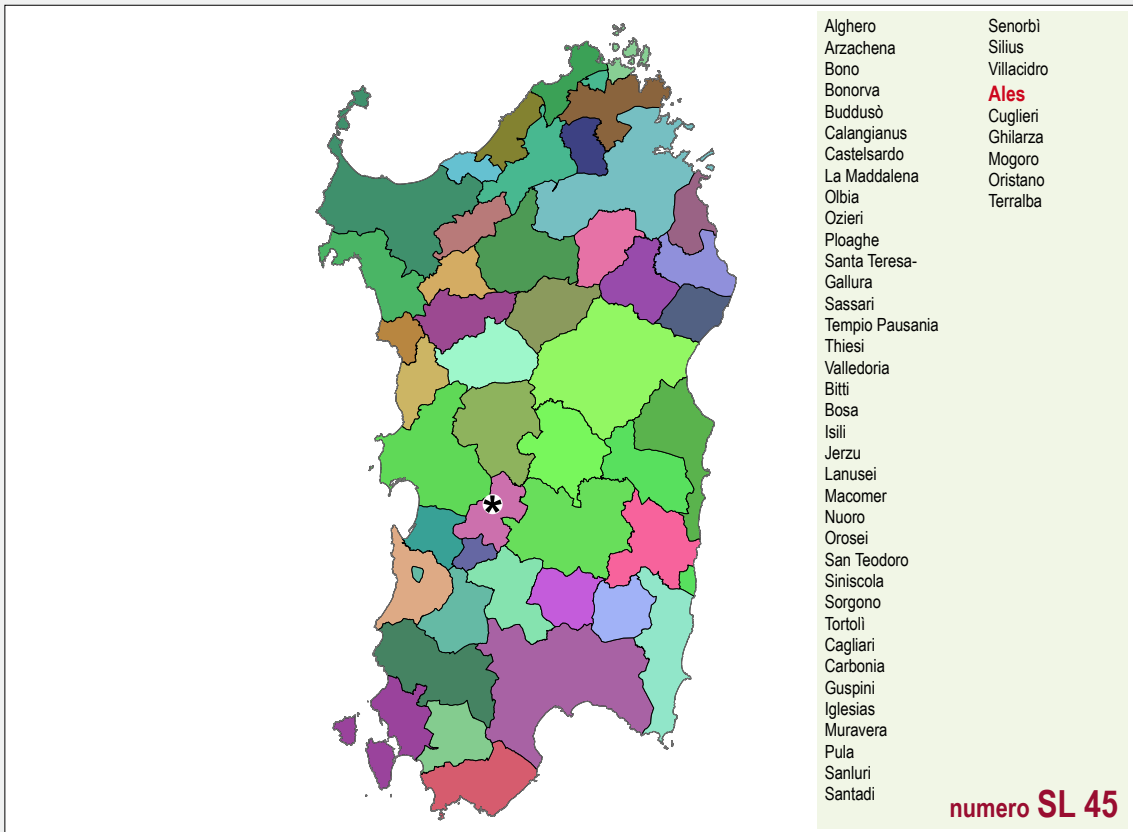 Alghero
Arzachena
Bono
Bonorva
Buddusò
Calangianus
Castelsardo
La Maddalena
Olbia
Ozieri
Ploaghe
Santa Teresa-
Gallura
Sassari
Tempio Pausania
Thiesi
Valledoria
Bitti
Bosa
Isili
Jerzu
Lanusei
Macomer
Nuoro
Orosei
San Teodoro
Siniscola
Sorgono
Tortolì
Cagliari
Carbonia
Guspini
Iglesias
Muravera
Pula
Sanluri
Santadi
Senorbì
Silius
Villacidro
Ales
Cuglieri
Ghilarza
Mogoro
Oristano
Terralba
numero SL 45